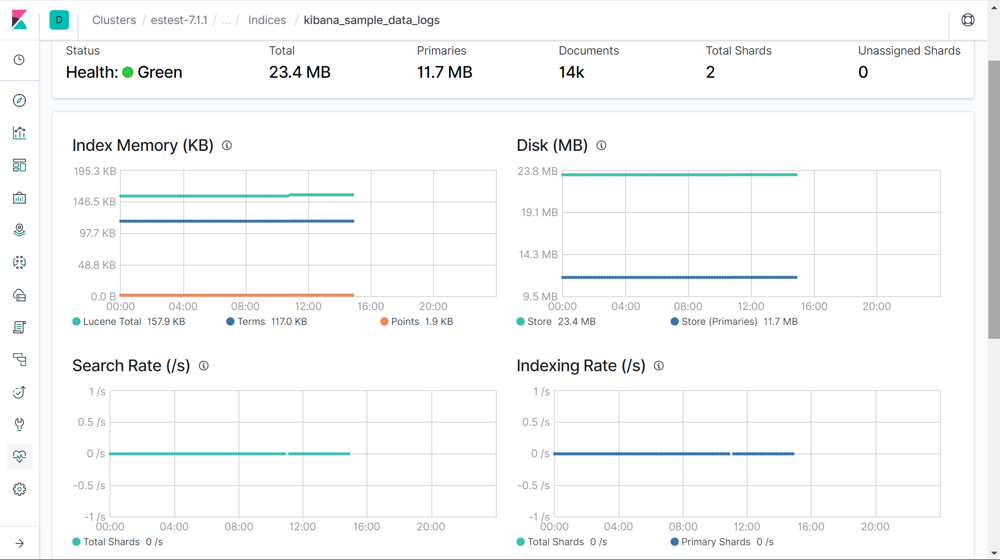 D Clusters / estest-7.1.1 / ... / Indices / kibana_sample_data_logs
Status Total Primaries Documents Total Shards Unassigned Shards
Health: Green 23.4 MB 11.7 MB 14k 2 0
Index Memory (KB)
195.3 KB
146.5 KB
97.7 KB
48.8 KB
0.0 B
00:00 04:00 08:00 12:00 16:00 20:00
Lucene Total 157.9 KB Terms 117.0 KB Points 1.9 KB
Disk (MB)
23.8 MB
19.1 MB
14.3 MB
9.5 MB
00:00 04:00 08:00 12:00 16:00 20:00
Store 23.4 MB Store (Primaries) 11.7 MB
Search Rate (/s)
1 /s
0.5 /s
0 /s
-0.5 /s
-1 /s
00:00 04:00 08:00 12:00 16:00 20:00
Total Shards 0 /s
Indexing Rate (/s)
1 /s
0.5 /s
0 /s
-0.5 /s
-1 /s
00:00 04:00 08:00 12:00 16:00 20:00
Total Shards 0 /s Primary Shards 0 /s